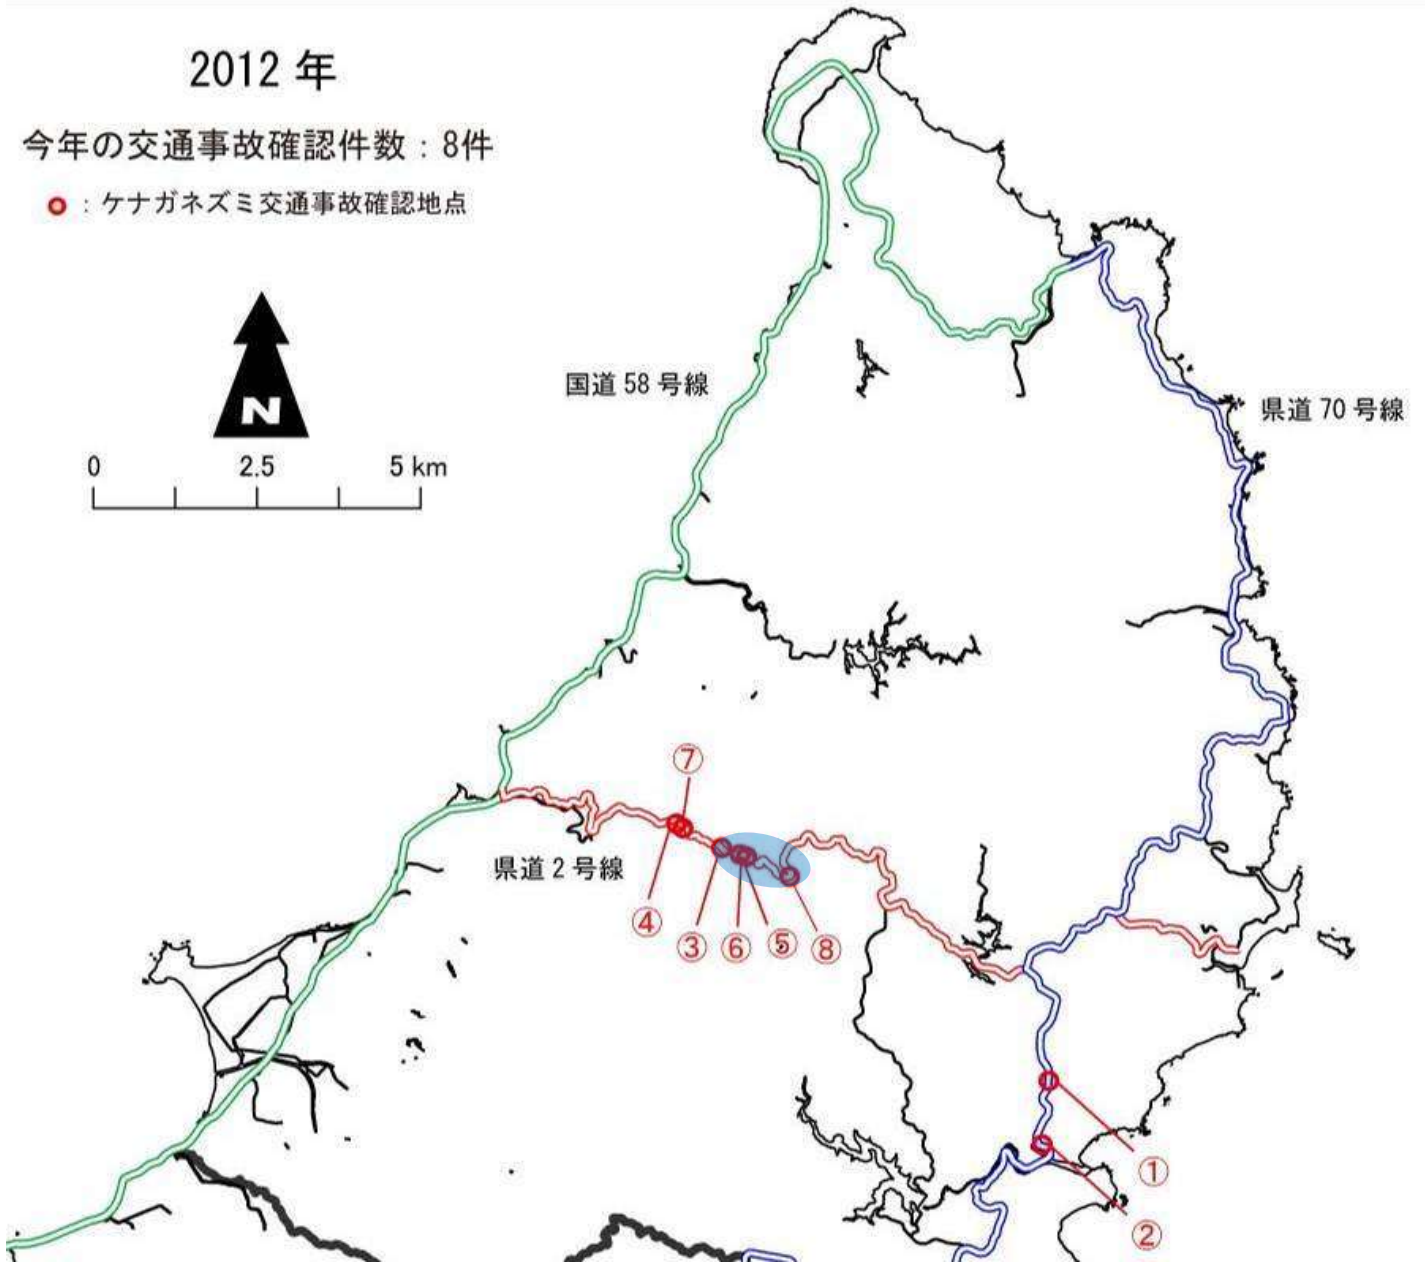 2012 年
今年の交通事故確認件数：8件
：ケナガネズミ交通事故確認地点
N
0 2.5 5 km
国道 58 号線
県道 70 号線
⑦
県道 2 号線
④
③
⑥
⑤
⑧
①
②